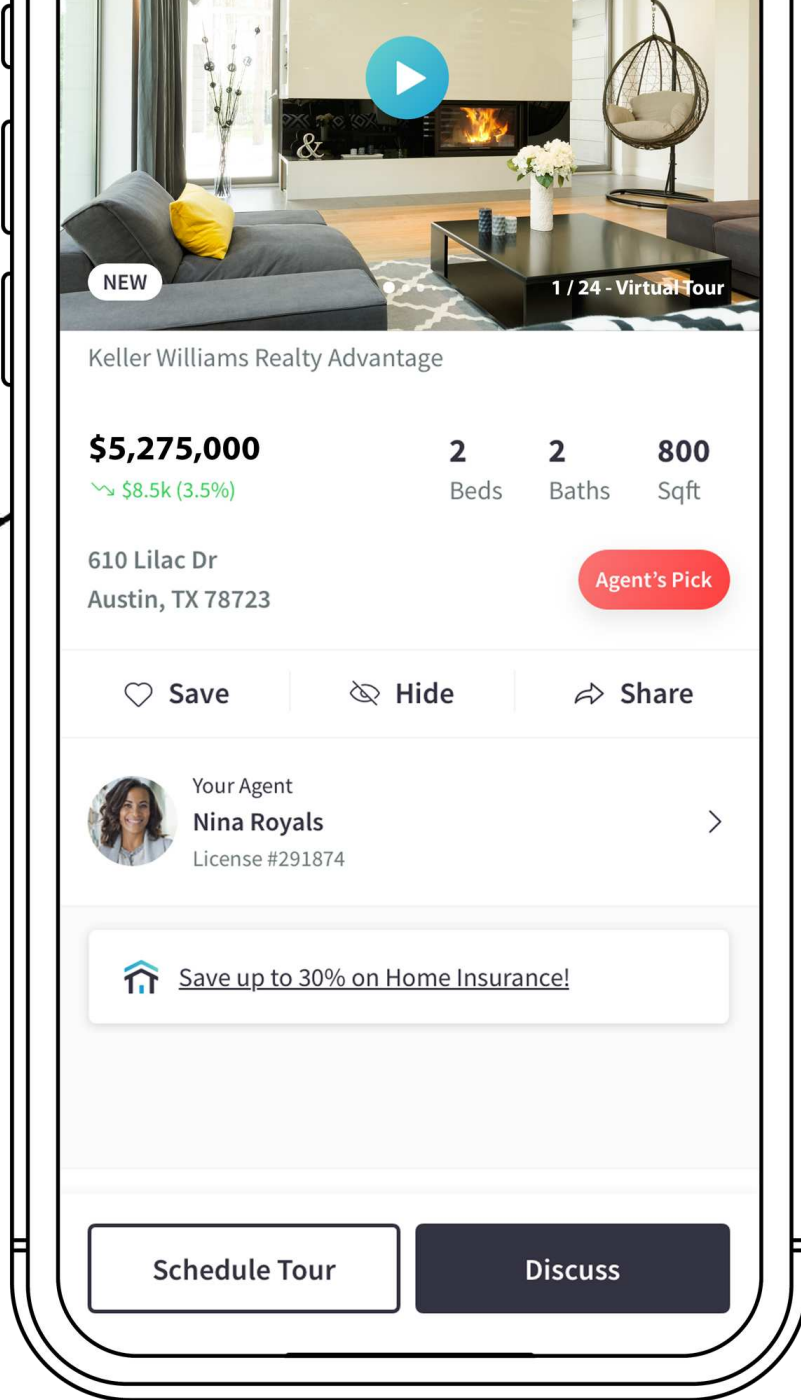 &
NEW
1 / 24 - Virtual Tour
Keller Williams Realty Advantage
$5,275,000
$8.5k (3.5%)
2
Beds
2
Baths
800
Sqft
610 Lilac Dr
Austin, TX 78723
Agent’s Pick
Save
Hide
Share
Your Agent
Nina Royals
License #291874
Save up to 30% on Home Insurance!
Schedule Tour
Discuss